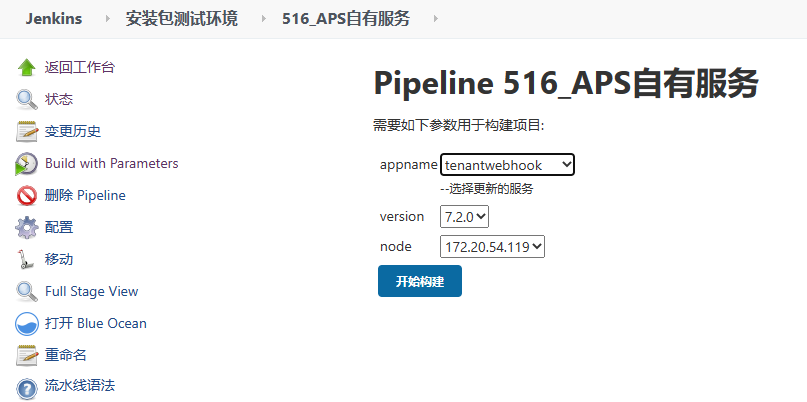 Jenkins 安装包测试环境 516_APS自有服务
返回工作台
状态
变更历史
Build with Parameters
删除 Pipeline
配置
移动
Full Stage View
打开 Blue Ocean
重命名
流水线语法
Pipeline 516_APS自有服务
需要如下参数用于构建项目:
appname tenantwebhook
--选择更新的服务
version 7.2.0
node 172.20.54.119
开始构建